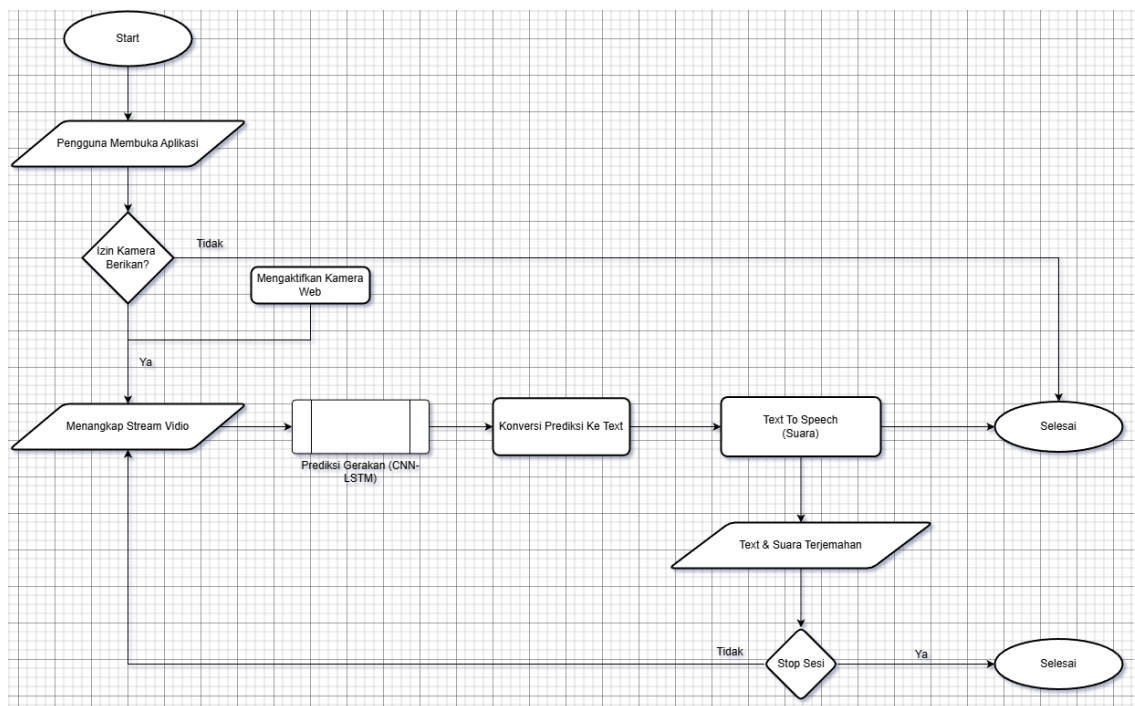 Start
Pengguna Membuka Aplikasi
Izin Kamera
Berikan?
Tidak
Mengaktifkan Kamera
Web
Ya
Menangkap Stream Vidio
Prediksi Gerakan (CNN-
LSTM)
Konversi Prediksi Ke Text
Text To Speech
(Suara)
Selesai
Text & Suara Terjemahan
Tidak
Stop Sesi
Ya
Selesai